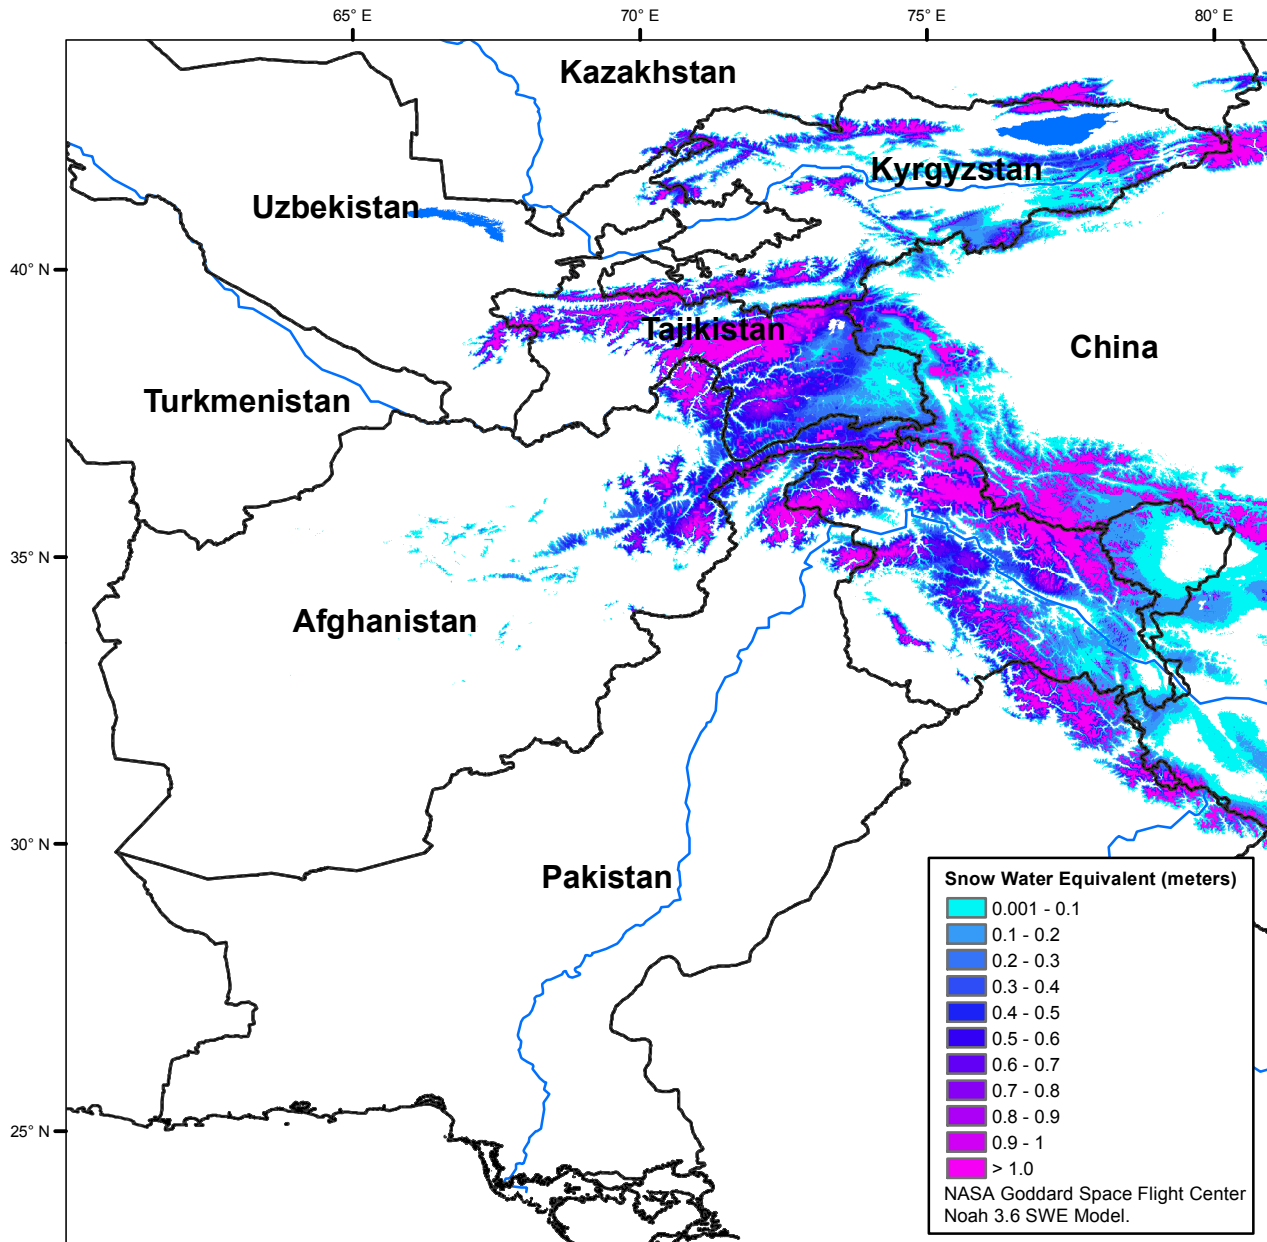 65° E
70° E
75° E
80° E
Kazakhstan
Kyrgyzstan
Uzbekistan
40° N
Tajikistan
China
Turkmenistan
35° N
Afghanistan
30° N
Pakistan
25° N
Snow Water Equivalent (meters)
0.001 - 0.1
0.1 - 0.2
0.2 - 0.3
0.3 - 0.4
0.4 - 0.5
0.5 - 0.6
0.6 - 0.7
0.7 - 0.8
0.8 - 0.9
0.9 - 1
> 1.0
NASA Goddard Space Flight Center
Noah 3.6 SWE Model.